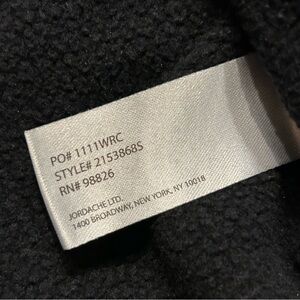 PO# 1111WRC
STYLE# 2153868S
RN# 98826
JORDACHE LTD.
1400 BROADWAY, NEW YORK, NY 10018